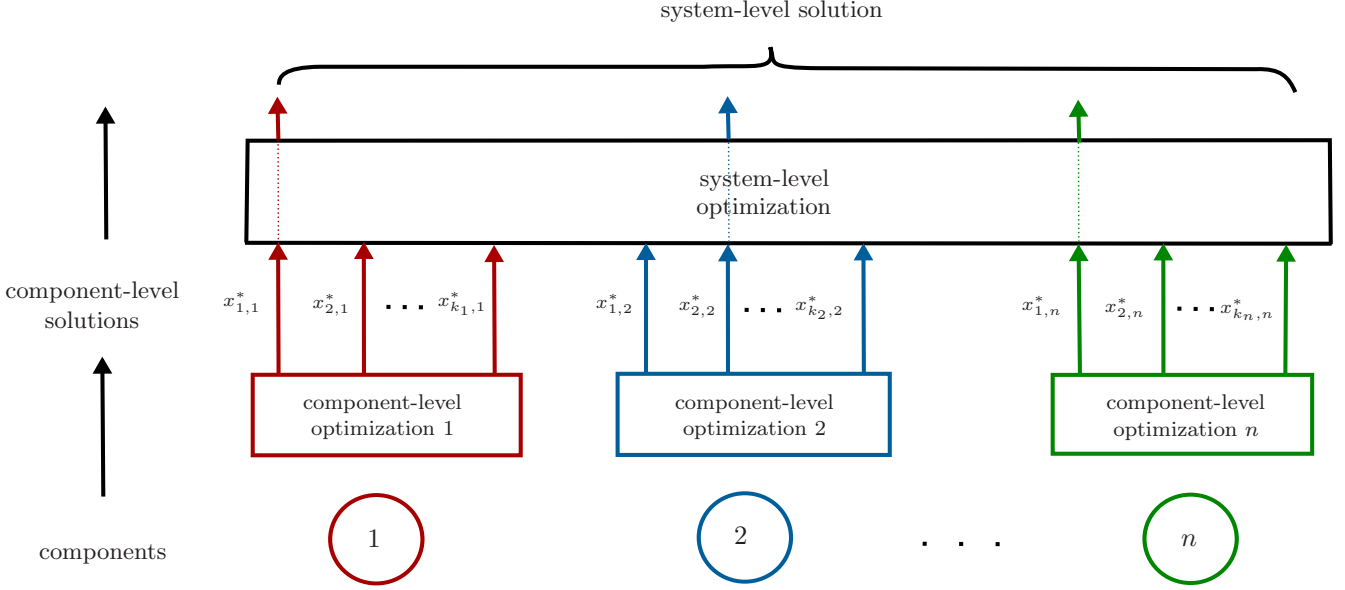 system-level solution
system-level
optimization
component-level
solutions
x*1,1 x*2,1 ... x*k1,1 x*1,2 x*2,2 ... x*k2,2 x*1,n x*2,n ... x*kn,n
component-level
optimization 1
component-level
optimization 2
component-level
optimization n
components
1 2 . . . n